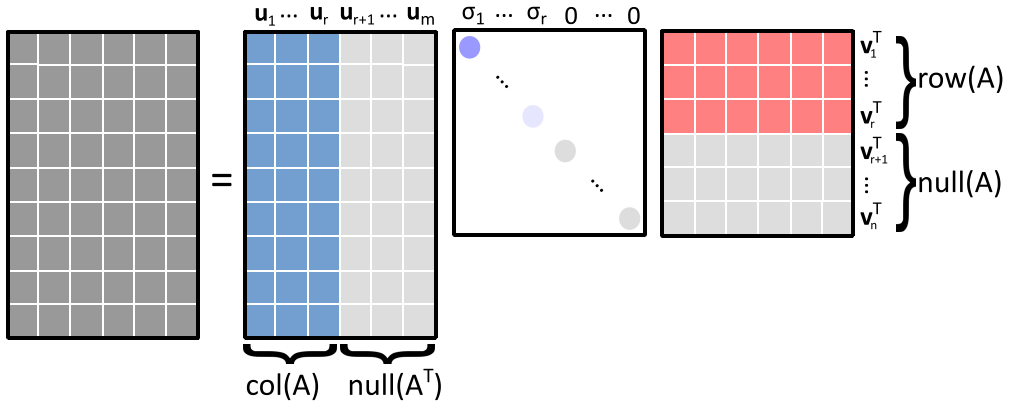 𝐮₁ ⋯ 𝐮ᵣ 𝐮ᵣ₊₁ ⋯ 𝐮ₘ
σ₁ ⋯ σᵣ 0 ⋯ 0
=
𝐯₁ᵀ
⋮
𝐯ᵣᵀ
row(A)
𝐯ᵣ₊₁ᵀ
⋮
𝐯ₙᵀ
null(A)
⋱
⋱
col(A) null(Aᵀ)